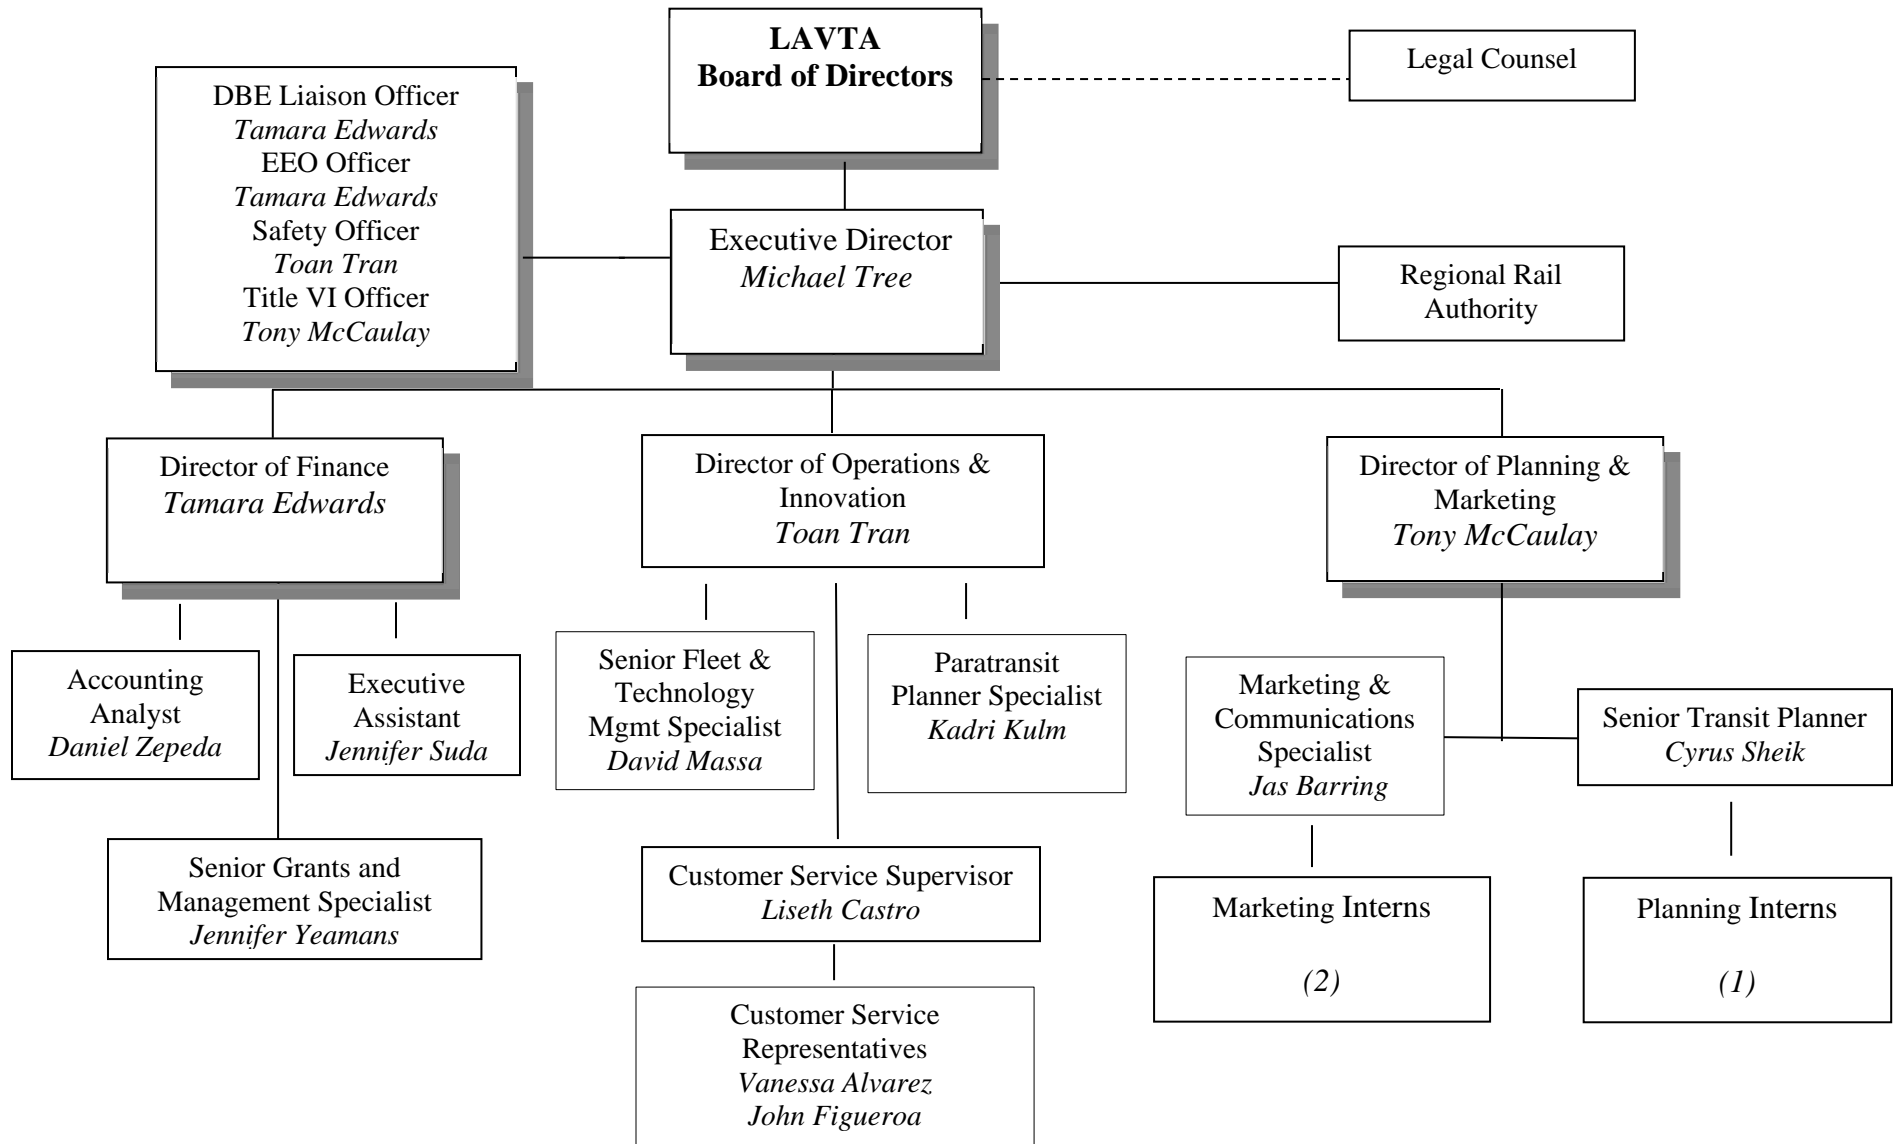 LAVTA
Board of Directors
Legal Counsel
DBE Liaison Officer
Tamara Edwards
EEO Officer
Tamara Edwards
Safety Officer
Toan Tran
Title VI Officer
Tony McCaulay
Executive Director
Michael Tree
Regional Rail
Authority
Director of Finance
Tamara Edwards
Director of Operations &
Innovation
Toan Tran
Director of Planning &
Marketing
Tony McCaulay
Accounting
Analyst
Daniel Zepeda
Executive
Assistant
Jennifer Suda
Senior Fleet &
Technology
Mgmt Specialist
David Massa
Paratransit
Planner Specialist
Kadri Kulm
Marketing &
Communications
Specialist
Jas Barring
Senior Transit Planner
Cyrus Sheik
Senior Grants and
Management Specialist
Jennifer Yeamans
Customer Service Supervisor
Liseth Castro
Marketing Interns
(2)
Planning Interns
(1)
Customer Service
Representatives
Vanessa Alvarez
John Figueroa